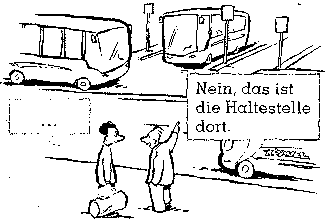 ...
Nein, das ist
die Haltestelle
dort.